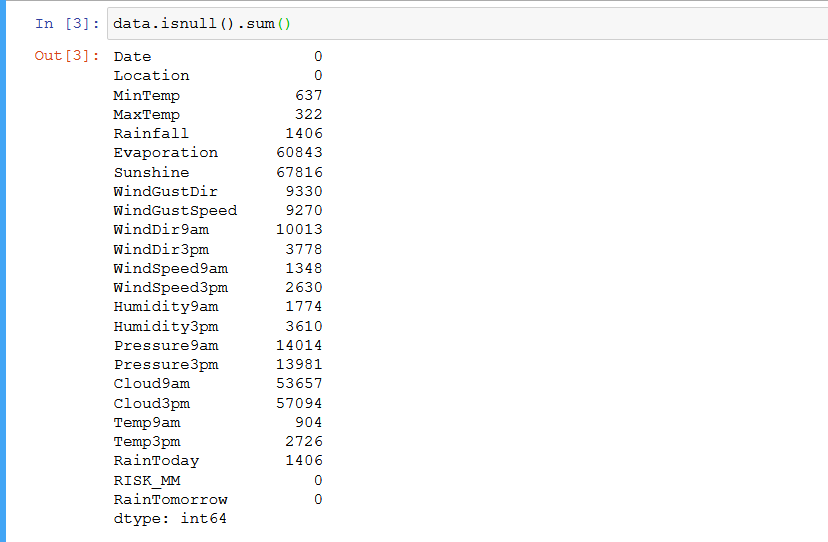 In [3]: data.isnull().sum()
Out[3]: Date 0
Location 0
MinTemp 637
MaxTemp 322
Rainfall 1406
Evaporation 60843
Sunshine 67816
WindGustDir 9330
WindGustSpeed 9270
WindDir9am 10013
WindDir3pm 3778
WindSpeed9am 1348
WindSpeed3pm 2630
Humidity9am 1774
Humidity3pm 3610
Pressure9am 14014
Pressure3pm 13981
Cloud9am 53657
Cloud3pm 57094
Temp9am 904
Temp3pm 2726
RainToday 1406
RISK_MM 0
RainTomorrow 0
dtype: int64